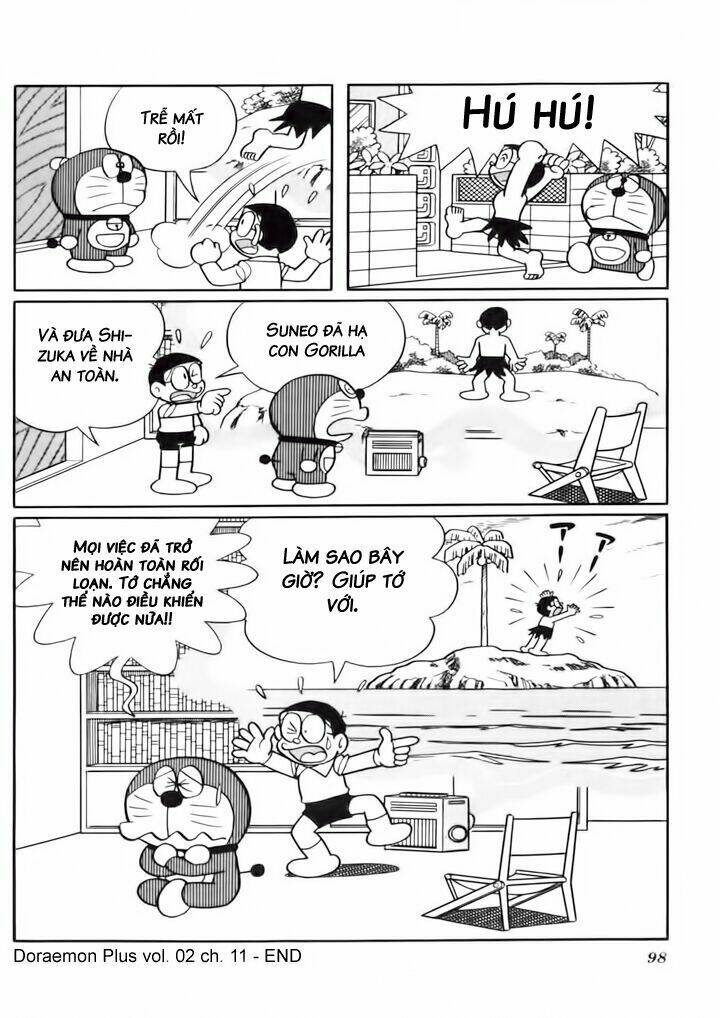 TRỄ MẤT
RỒI!
HÚ HÚ!
VÀ ĐƯA SHI-
ZUKA VỀ NHÀ
AN TOÀN.
SUNEO ĐÃ HẠ
CON GORILLA
MỌI VIỆC ĐÃ TRỞ
NÊN HOÀN TOÀN RỐI
LOẠN. TỚ CHẲNG
THỂ NÀO ĐIỀU KHIỂN
ĐƯỢC NỮA!!
LÀM SAO BÂY
GIỜ? GIÚP TỚ
VỚI.
ア
ア
Doraemon Plus vol. 02 ch. 11 - END
98